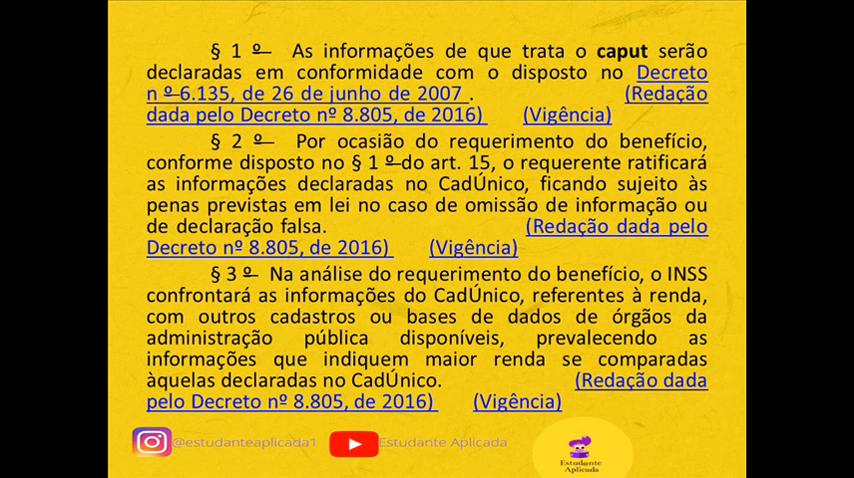 § 1 º  As informações de que trata o caput serão
declaradas em conformidade com o disposto no Decreto
n º 6.135, de 26 de junho de 2007 . (Redação
dada pelo Decreto nº 8.805, de 2016) (Vigência)
§ 2 º  Por ocasião do requerimento do benefício,
conforme disposto no § 1 º do art. 15, o requerente ratificará
as informações declaradas no CadÚnico, ficando sujeito às
penas previstas em lei no caso de omissão de informação ou
de declaração falsa. (Redação dada pelo
Decreto nº 8.805, de 2016) (Vigência)
§ 3 º  Na análise do requerimento do benefício, o INSS
confrontará as informações do CadÚnico, referentes à renda,
com outros cadastros ou bases de dados de órgãos da
administração pública disponíveis, prevalecendo as
informações que indiquem maior renda se comparadas
àquelas declaradas no CadÚnico. (Redação dada
pelo Decreto nº 8.805, de 2016) (Vigência)
@estudanteaplicada1 Estudante Aplicada
Estudante
Aplicada